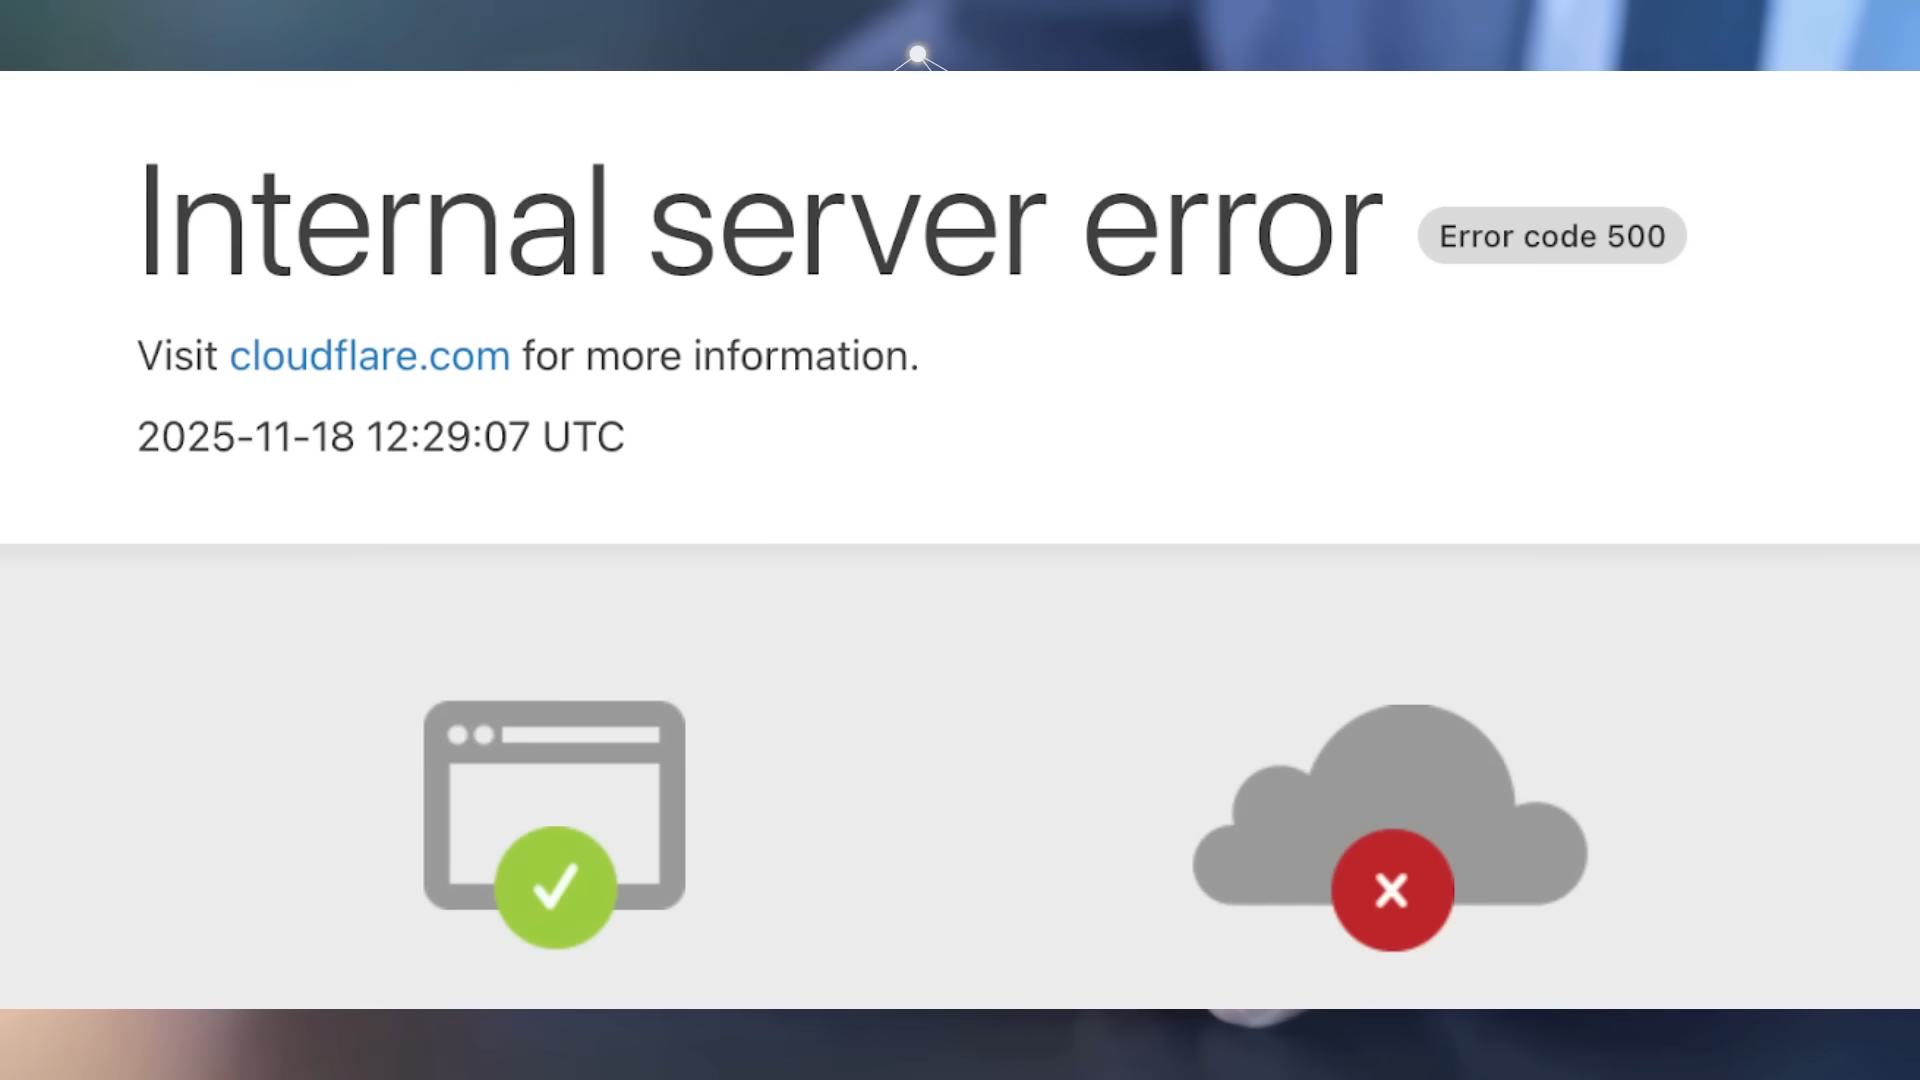 Internal server error Error code 500
Visit cloudflare.com for more information.
2025-11-18 12:29:07 UTC